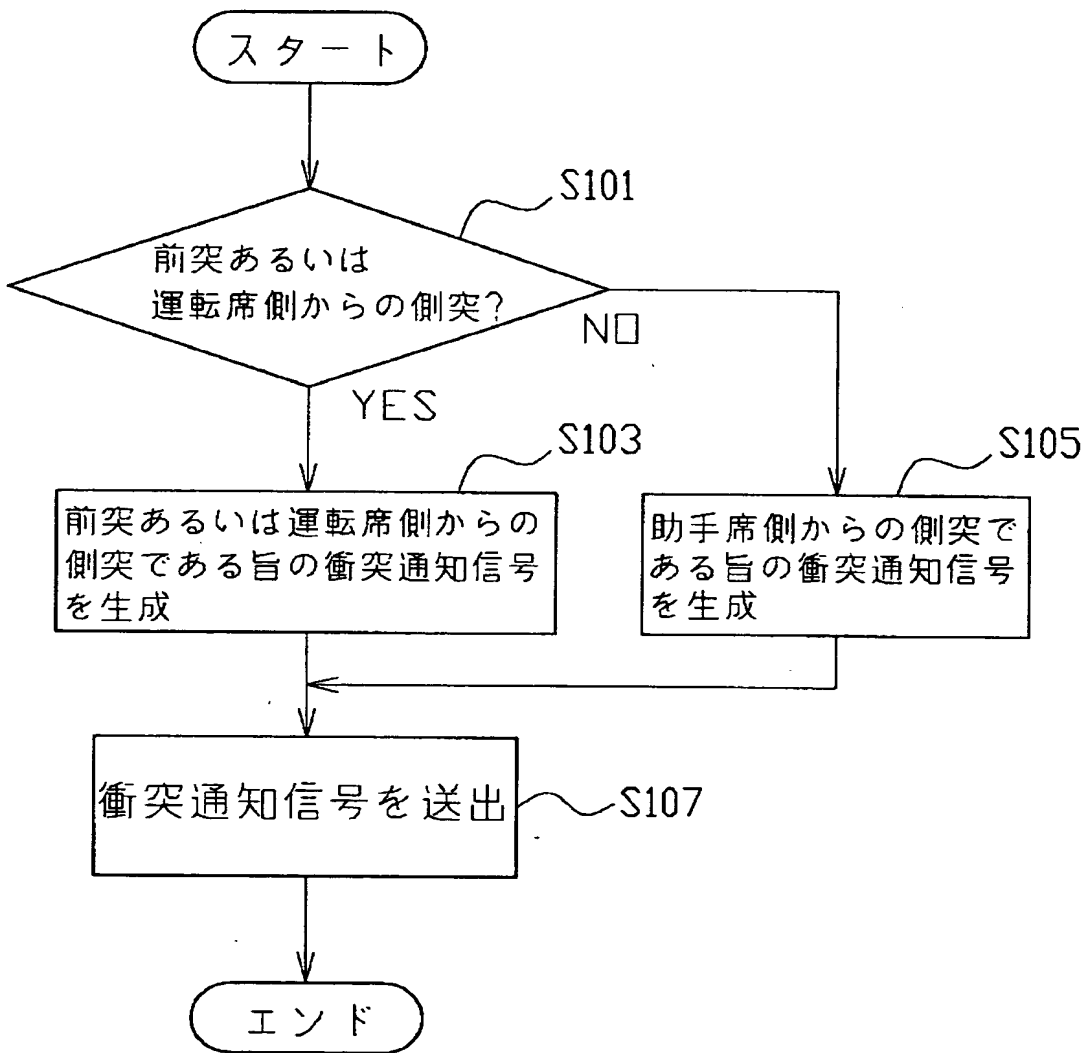 スタート
S101
前突あるいは
運転席側からの側突?
NO
YES
S103
前突あるいは運転席側からの
側突である旨の衝突通知信号
を生成
S105
助手席側からの側突で
ある旨の衝突通知信号
を生成
衝突通知信号を送出
S107
エンド